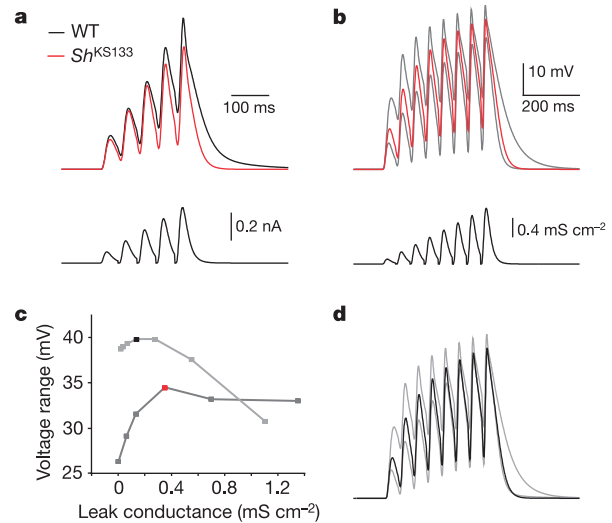 a
WT
Sh^KS133
100 ms
0.2 nA
b
10 mV
200 ms
0.4 mS cm⁻²
c
Voltage range (mV)
40
35
30
25
0 0.4 0.8 1.2
Leak conductance (mS cm⁻²)
d